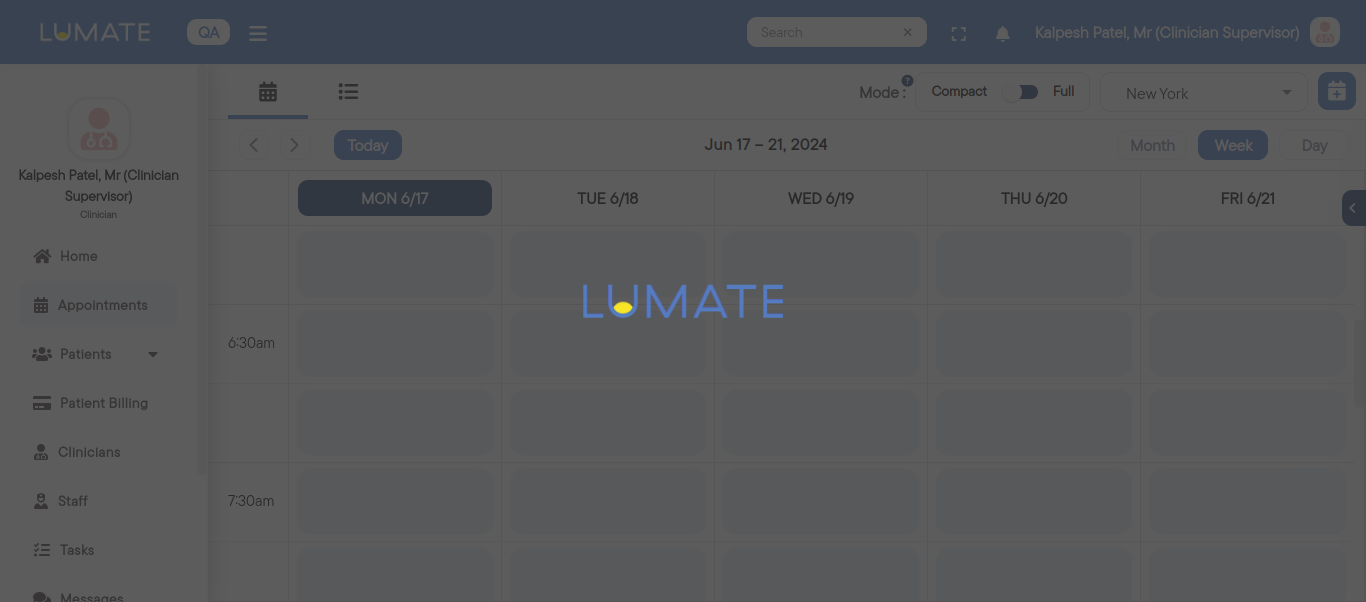 LUMATE
QA
Search
Kalpesh Patel, Mr (Clinician Supervisor)
Kalpesh Patel, Mr (Clinician
Supervisor)
Clinician
Home
Appointments
Patients
Patient Billing
Clinicians
Staff
Tasks
Messages
Mode :
?
Compact
Full
New York
Today
Jun 17 – 21, 2024
Month
Week
Day
MON 6/17
TUE 6/18
WED 6/19
THU 6/20
FRI 6/21
LUMATE
6:30am
7:30am